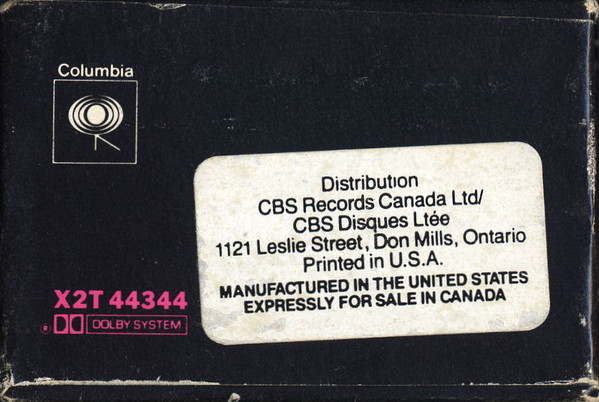 Columbia
Distribution
CBS Records Canada Ltd/
CBS Disques Ltée
1121 Leslie Street, Don Mills, Ontario
Printed in U.S.A.
MANUFACTURED IN THE UNITED STATES
EXPRESSLY FOR SALE IN CANADA
X2T 44344
® DOLBY SYSTEM